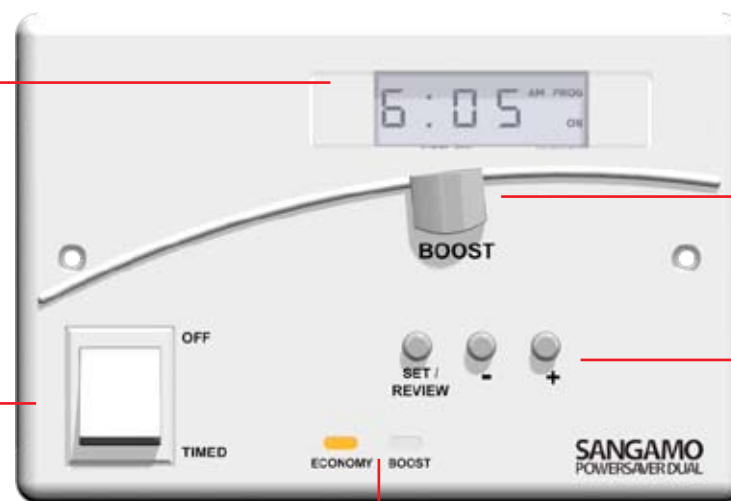 6:05 AM PROG
ON
BOOST
OFF
SET /
REVIEW
-
+
TIMED
ECONOMY
BOOST
SANGAMO
POWERSAVER DUAL